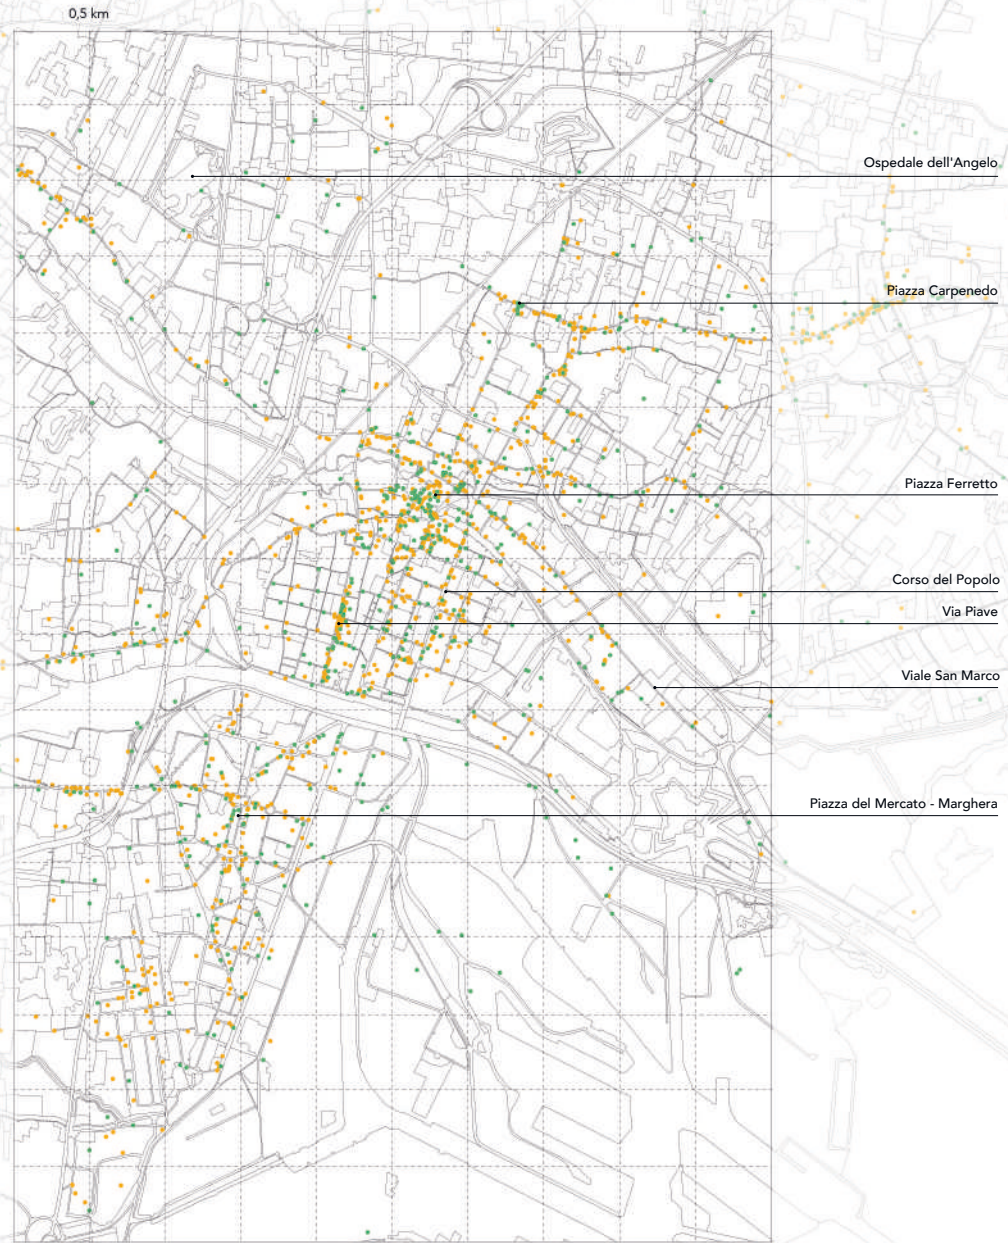 0,5 km
Ospedale dell'Angelo
Piazza Carpenedo
Piazza Ferretto
Corso del Popolo
Via Piave
Viale San Marco
Piazza del Mercato - Marghera